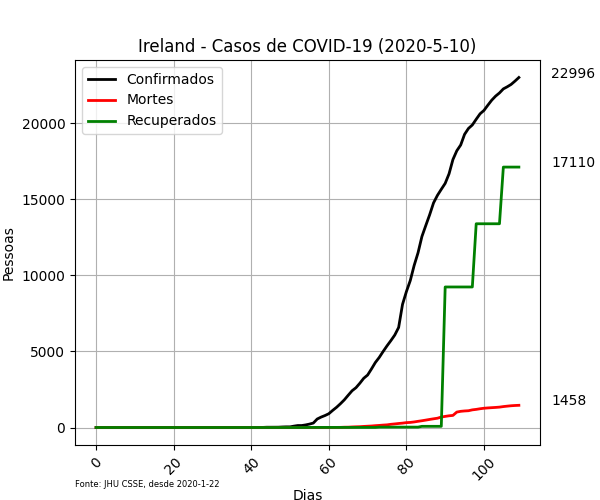 Ireland - Casos de COVID-19 (2020-5-10)
Confirmados
Mortes
Recuperados
22996
17110
1458
Pessoas
20000
15000
10000
5000
0
0 20 40 60 80 100
Dias
Fonte: JHU CSSE, desde 2020-1-22